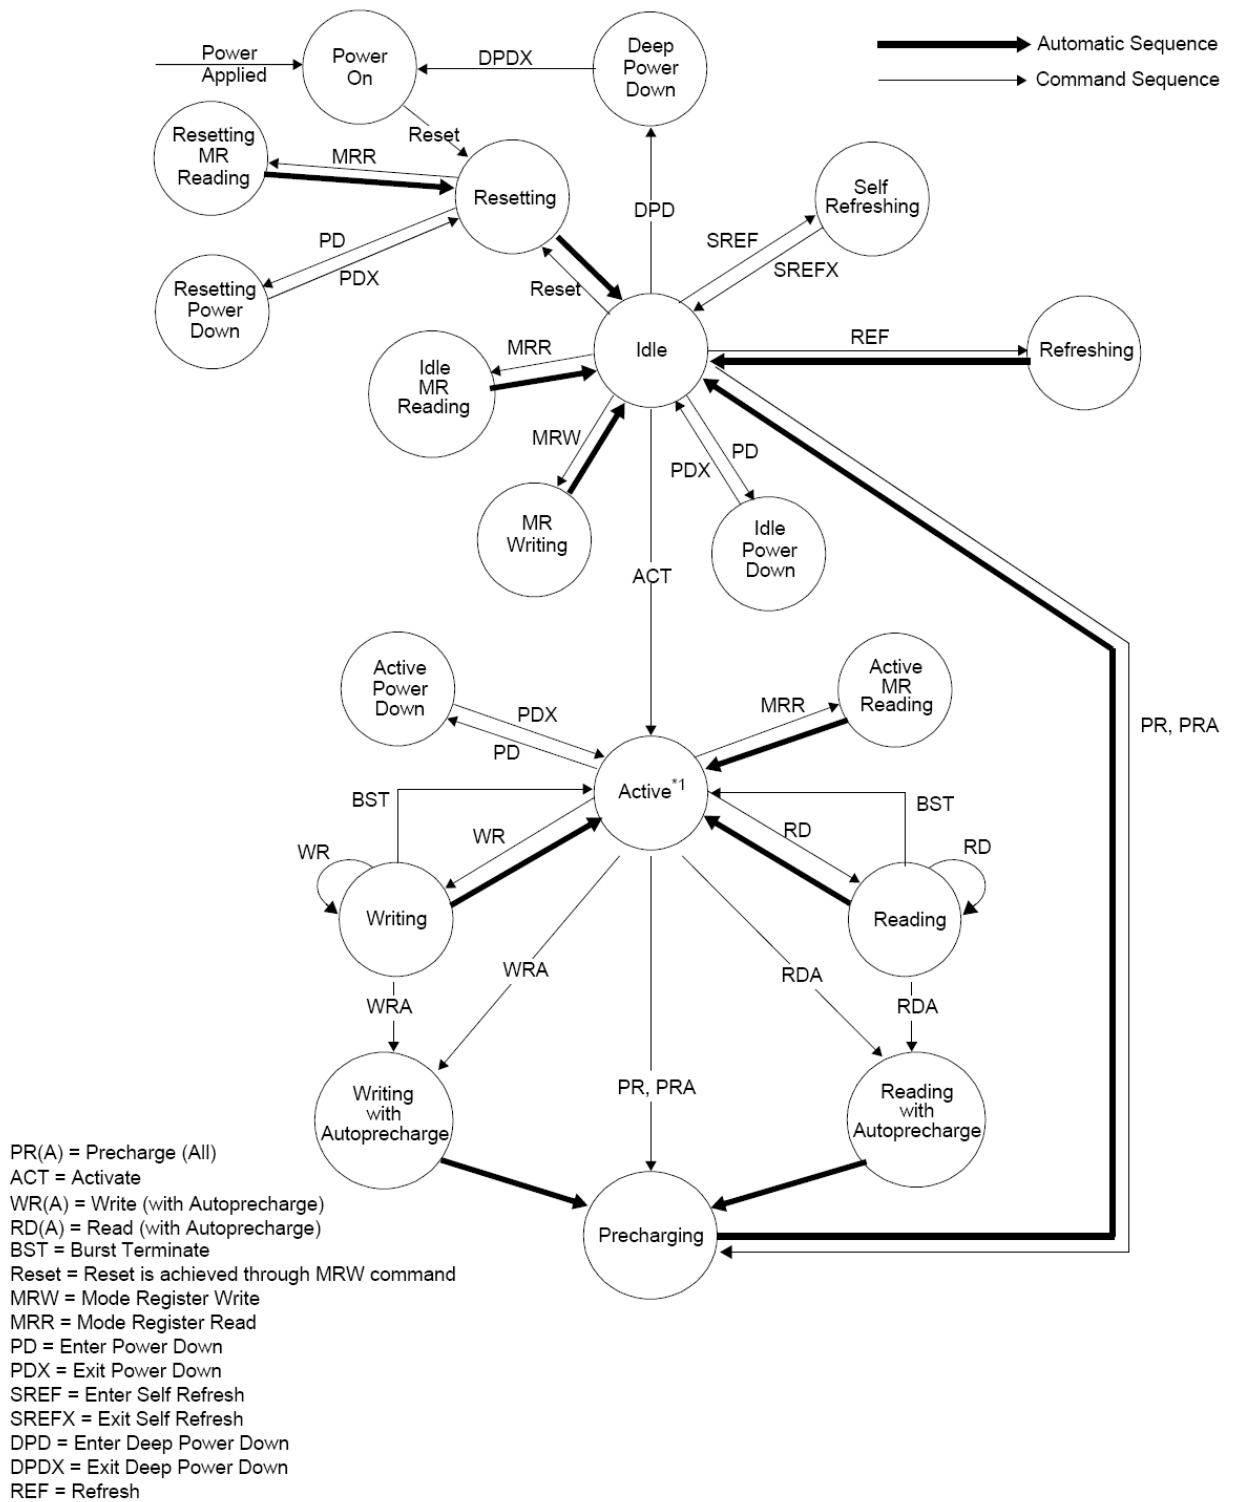 Power
Applied
Power
On
DPDX
Deep
Power
Down
Automatic Sequence
Command Sequence
Reset
Resetting
MR
Reading
MRR
Resetting
Self
Refreshing
DPD
SREF
SREFX
PD
PDX
Resetting
Power
Down
Reset
Idle
REF
Refreshing
MRR
Idle
MR
Reading
MRW
PD
PDX
MR
Writing
Idle
Power
Down
ACT
Active
Power
Down
PDX
PD
Active
MR
Reading
MRR
PR, PRA
Active*1
BST
BST
WR
RD
WR
RD
Writing
Reading
WRA
RDA
WRA
RDA
PR, PRA
Writing
with
Autoprecharge
Reading
with
Autoprecharge
Precharging
PR(A) = Precharge (All)
ACT = Activate
WR(A) = Write (with Autoprecharge)
RD(A) = Read (with Autoprecharge)
BST = Burst Terminate
Reset = Reset is achieved through MRW command
MRW = Mode Register Write
MRR = Mode Register Read
PD = Enter Power Down
PDX = Exit Power Down
SREF = Enter Self Refresh
SREFX = Exit Self Refresh
DPD = Enter Deep Power Down
DPDX = Exit Deep Power Down
REF = Refresh